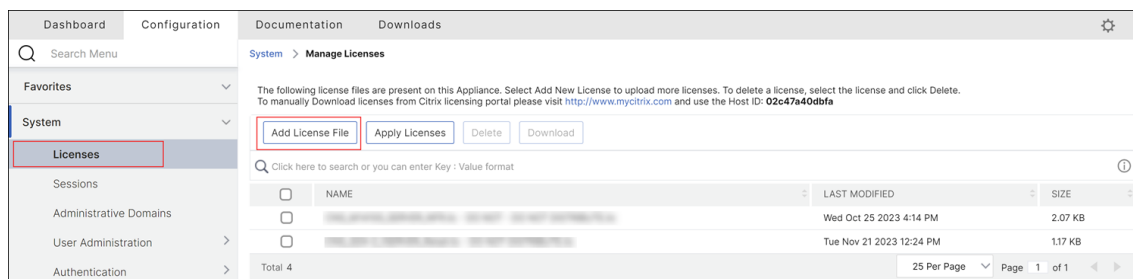 Dashboard
Configuration
Documentation
Downloads
Search Menu
System > Manage Licenses
Favorites
The following license files are present on this Appliance. Select Add New License to upload more licenses. To delete a license, select the license and click Delete.
To manually Download licenses from Citrix licensing portal please visit http://www.mycitrix.com and use the Host ID: 02c47a40dbfa
System
Add License File
Apply Licenses
Delete
Download
Licenses
Click here to search or you can enter Key : Value format
Sessions
NAME
LAST MODIFIED
SIZE
Administrative Domains
Wed Oct 25 2023 4:14 PM
2.07 KB
User Administration
Tue Nov 21 2023 12:24 PM
1.17 KB
Authentication
Total 4
25 Per Page
Page 1 of 1